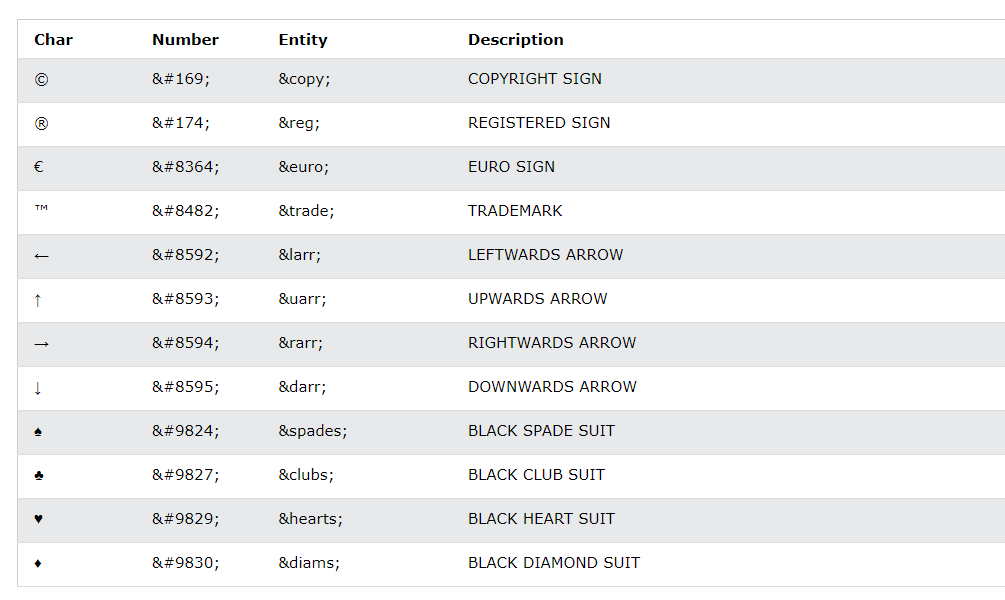 Char Number Entity Description
© &#169; &copy; COPYRIGHT SIGN
® &#174; &reg; REGISTERED SIGN
€ &#8364; &euro; EURO SIGN
™ &#8482; &trade; TRADEMARK
← &#8592; &larr; LEFTWARDS ARROW
↑ &#8593; &uarr; UPWARDS ARROW
→ &#8594; &rarr; RIGHTWARDS ARROW
↓ &#8595; &darr; DOWNWARDS ARROW
♠ &#9824; &spades; BLACK SPADE SUIT
♣ &#9827; &clubs; BLACK CLUB SUIT
♥ &#9829; &hearts; BLACK HEART SUIT
♦ &#9830; &diams; BLACK DIAMOND SUIT